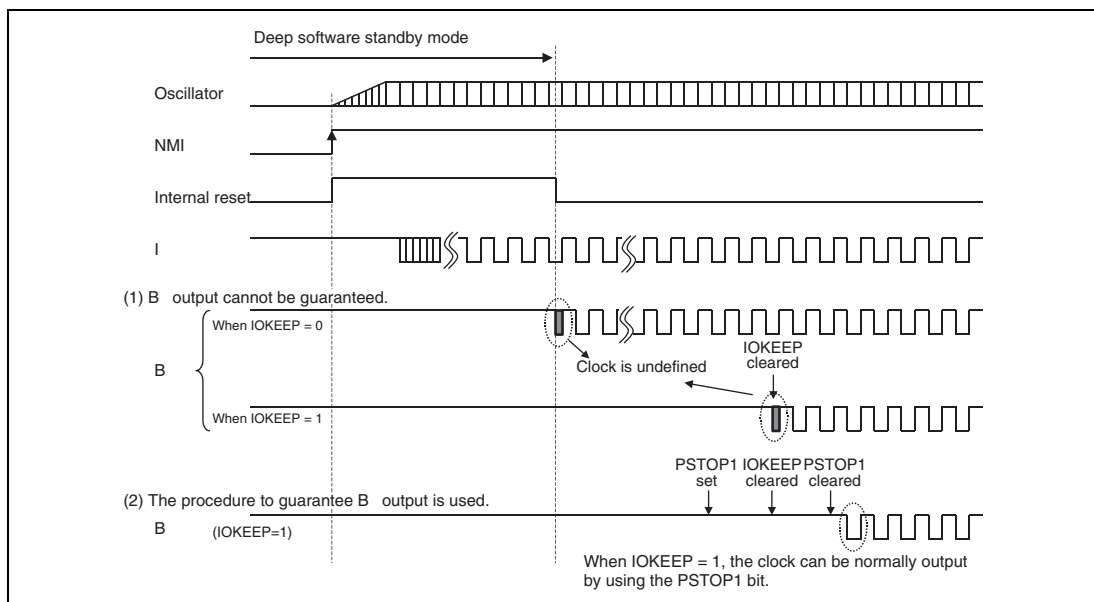 Deep software standby mode
Oscillator
NMI
Internal reset
I
(1) B output cannot be guaranteed.
When IOKEEP = 0
B
Clock is undefined
IOKEEP
cleared
When IOKEEP = 1
PSTOP1 IOKEEP PSTOP1
set cleared cleared
(2) The procedure to guarantee B output is used.
B (IOKEEP=1)
When IOKEEP = 1, the clock can be normally output
by using the PSTOP1 bit.